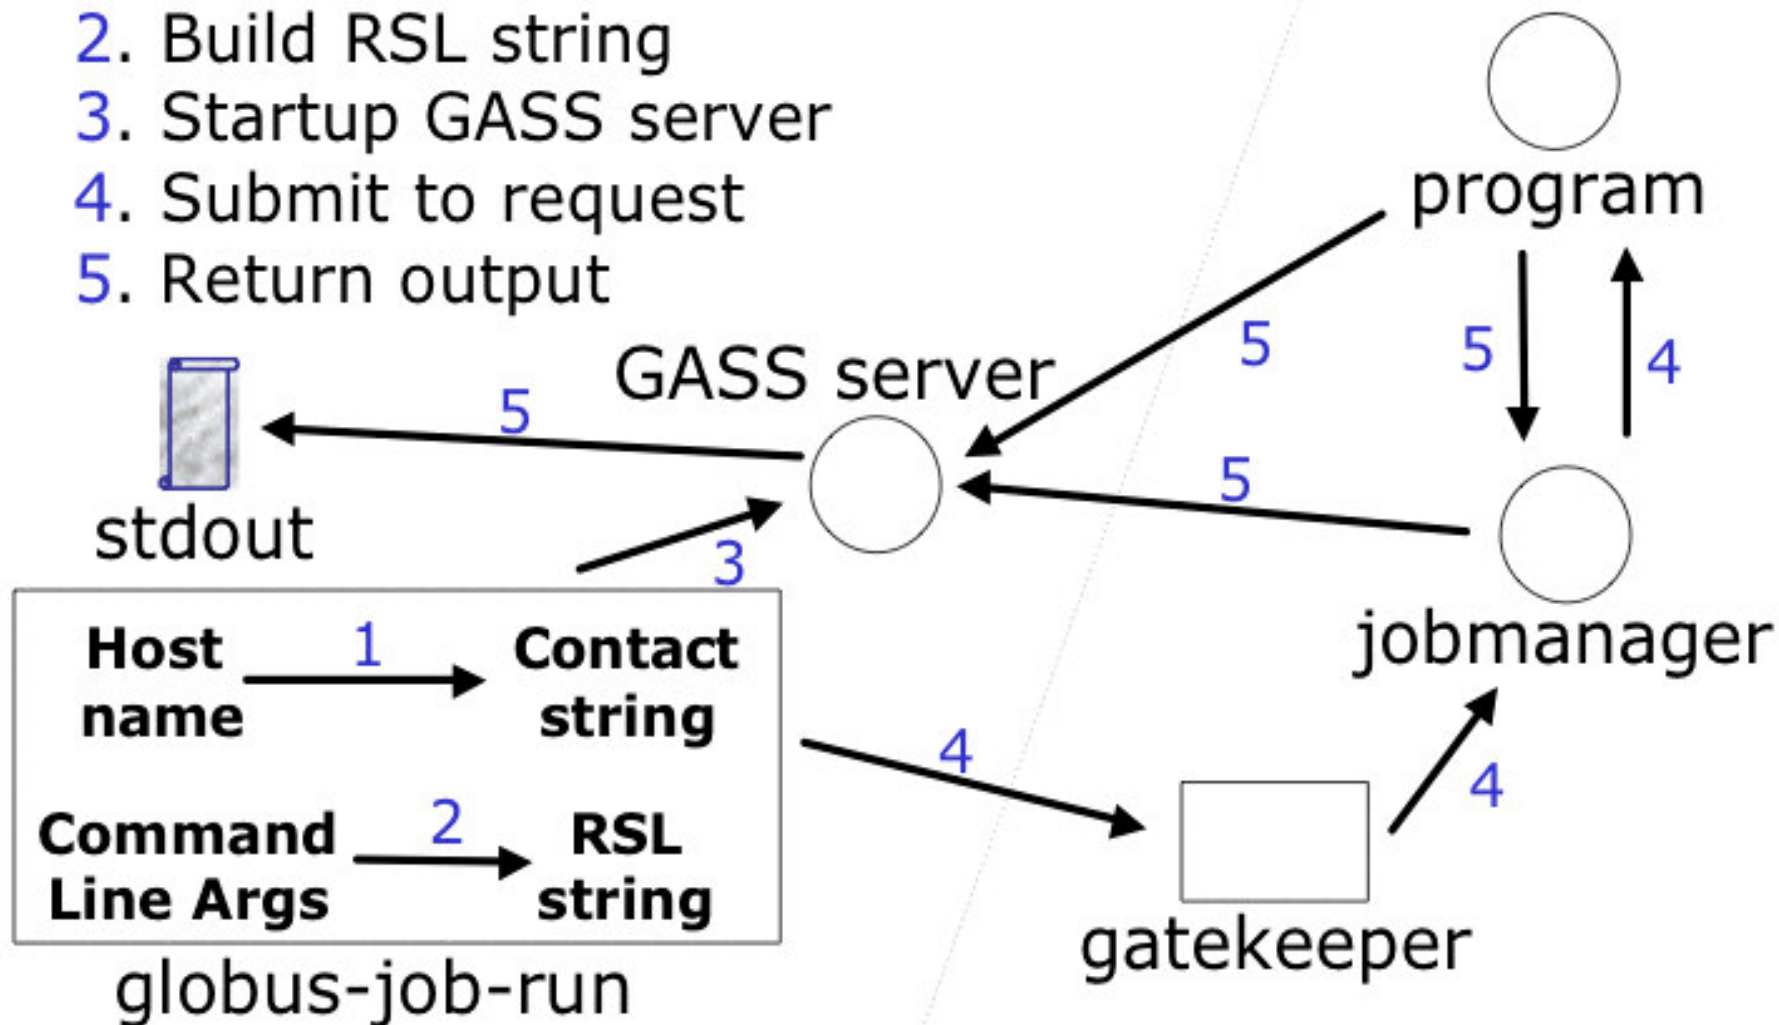 2. Build RSL string
3. Startup GASS server
4. Submit to request
5. Return output
program
5
5
4
GASS server
5
5
stdout
3
jobmanager
Host
name
1
Contact
string
4
4
Command
Line Args
2
RSL
string
gatekeeper
globus-job-run